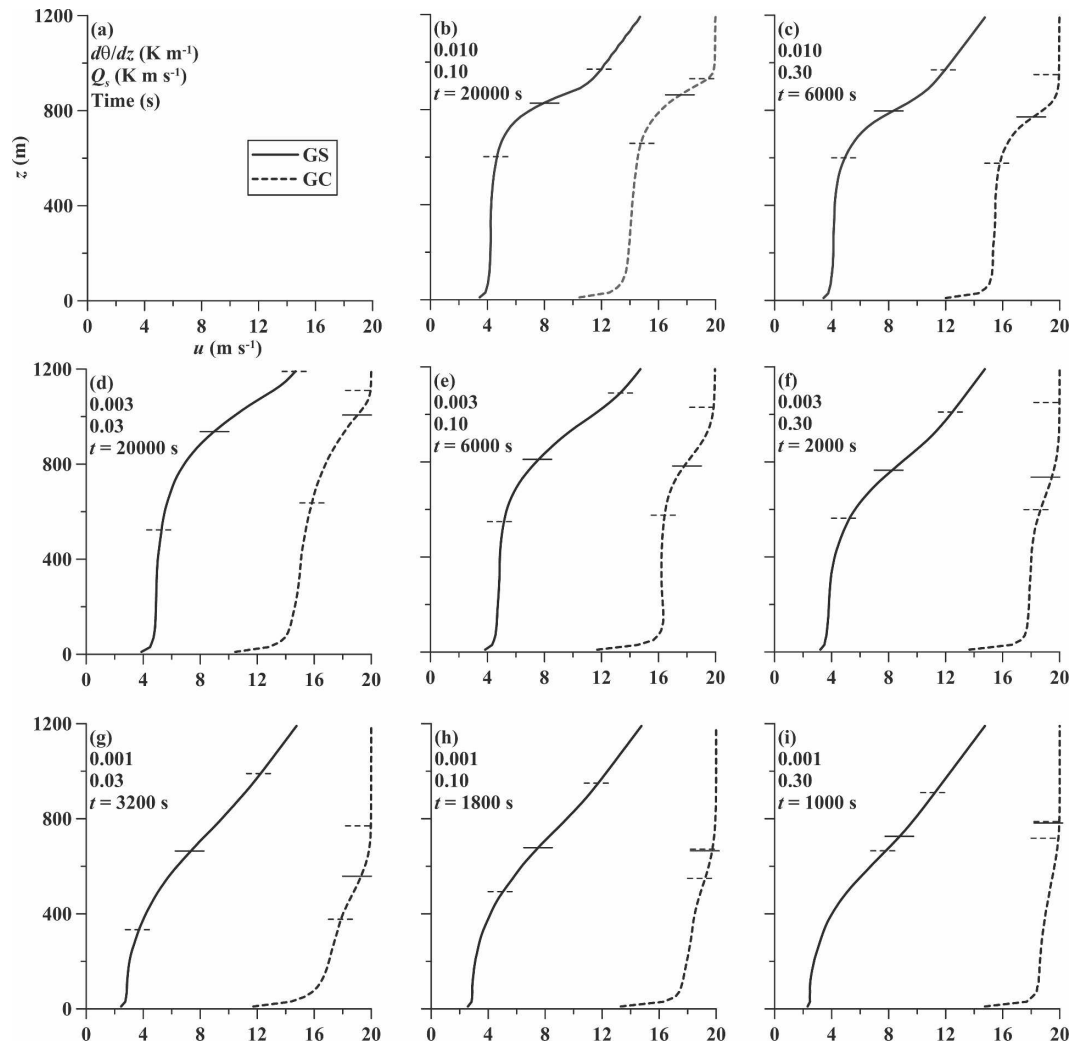 1200
(a)
dθ/dz (K m⁻¹)
Qₛ (K m s⁻¹)
Time (s)
800
z (m)
GS
GC
400
0
0 4 8 12 16 20
u (m s⁻¹)
(b)
0.010
0.10
t = 20000 s
0 4 8 12 16 20
(c)
0.010
0.30
t = 6000 s
0 4 8 12 16 20
1200
(d)
0.003
0.03
t = 20000 s
800
400
0
0 4 8 12 16 20
(e)
0.003
0.10
t = 6000 s
0 4 8 12 16 20
(f)
0.003
0.30
t = 2000 s
0 4 8 12 16 20
1200
(g)
0.001
0.03
t = 3200 s
800
400
0
0 4 8 12 16 20
(h)
0.001
0.10
t = 1800 s
0 4 8 12 16 20
(i)
0.001
0.30
t = 1000 s
0 4 8 12 16 20